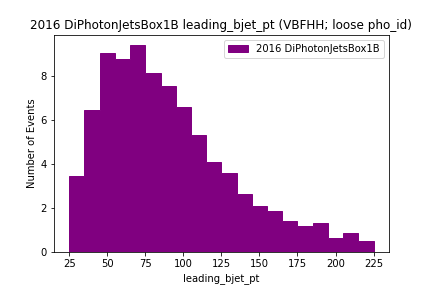 2016 DiPhotonJetsBox1B leading_bjet_pt (VBFHH; loose pho_id)
2016 DiPhotonJetsBox1B
Number of Events
8
6
4
2
0
25 50 75 100 125 150 175 200 225
leading_bjet_pt